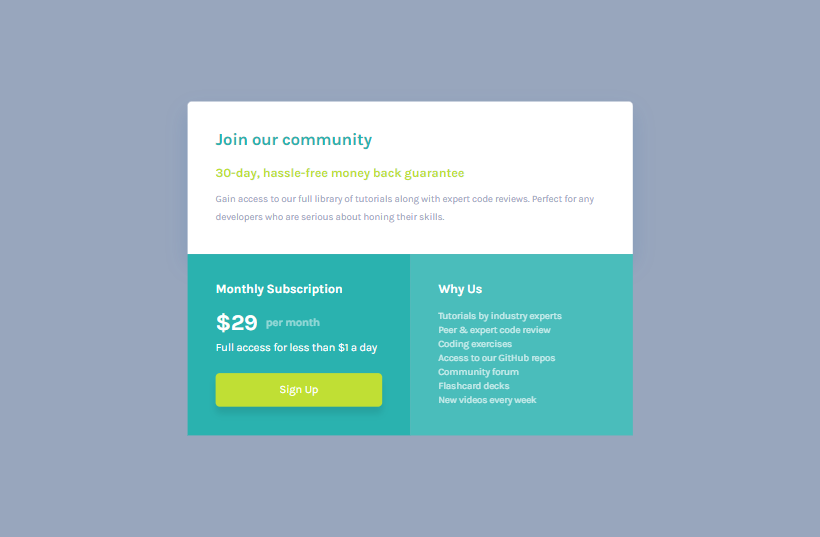 Join our community
30-day, hassle-free money back guarantee
Gain access to our full library of tutorials along with expert code reviews. Perfect for any
developers who are serious about honing their skills.
Monthly Subscription
$29 per month
Full access for less than $1 a day
Sign Up
Why Us
Tutorials by industry experts
Peer & expert code review
Coding exercises
Access to our GitHub repos
Community forum
Flashcard decks
New videos every week